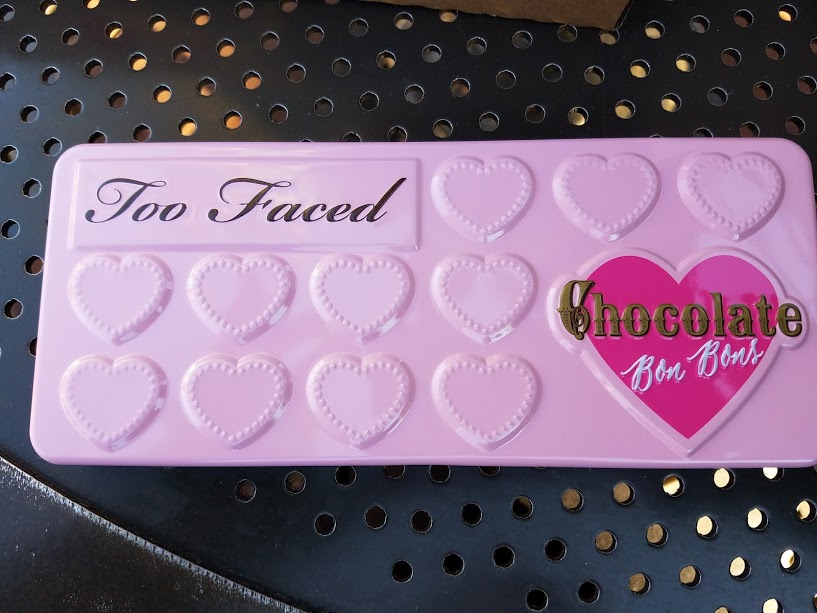 Too Faced
Chocolate
Bon Bons